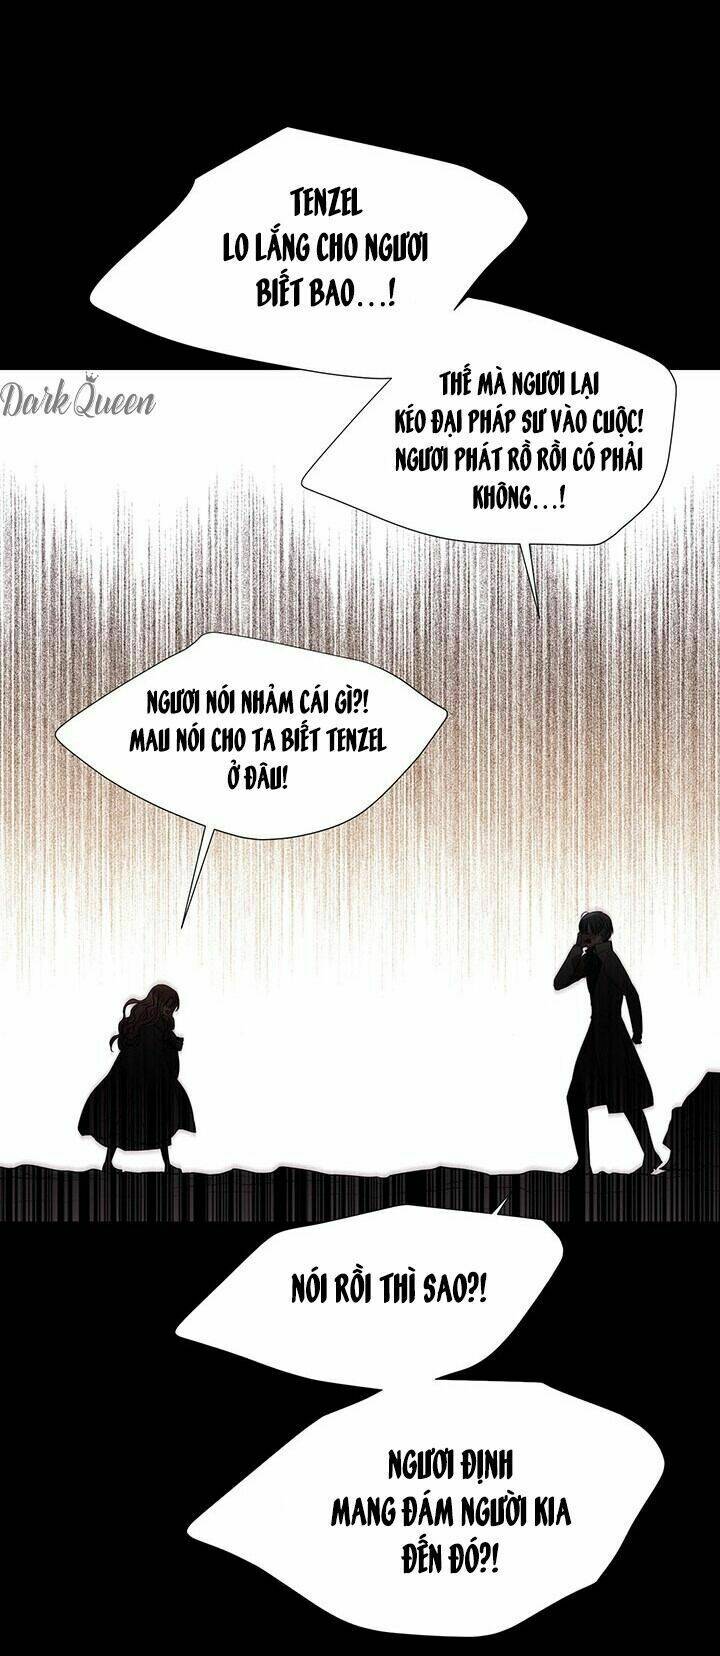 TENZEL
LO LẮNG CHO NGƯƠI
BIẾT BAO...!
Dark Queen
THẾ MÀ NGƯƠI LẠI
KÉO ĐẠI PHÁP SƯ VÀO CUỘC!
NGƯƠI PHÁT RỒ RỒI CÓ PHẢI
KHÔNG...!
NGƯƠI NÓI NHẢM CÁI GÌ?!
MAU NÓI CHO TA BIẾT TENZEL
Ở ĐÂU!
NÓI RỒI THÌ SAO?!
NGƯƠI ĐỊNH
MANG ĐÁM NGƯỜI KIA
ĐẾN ĐÓ?!